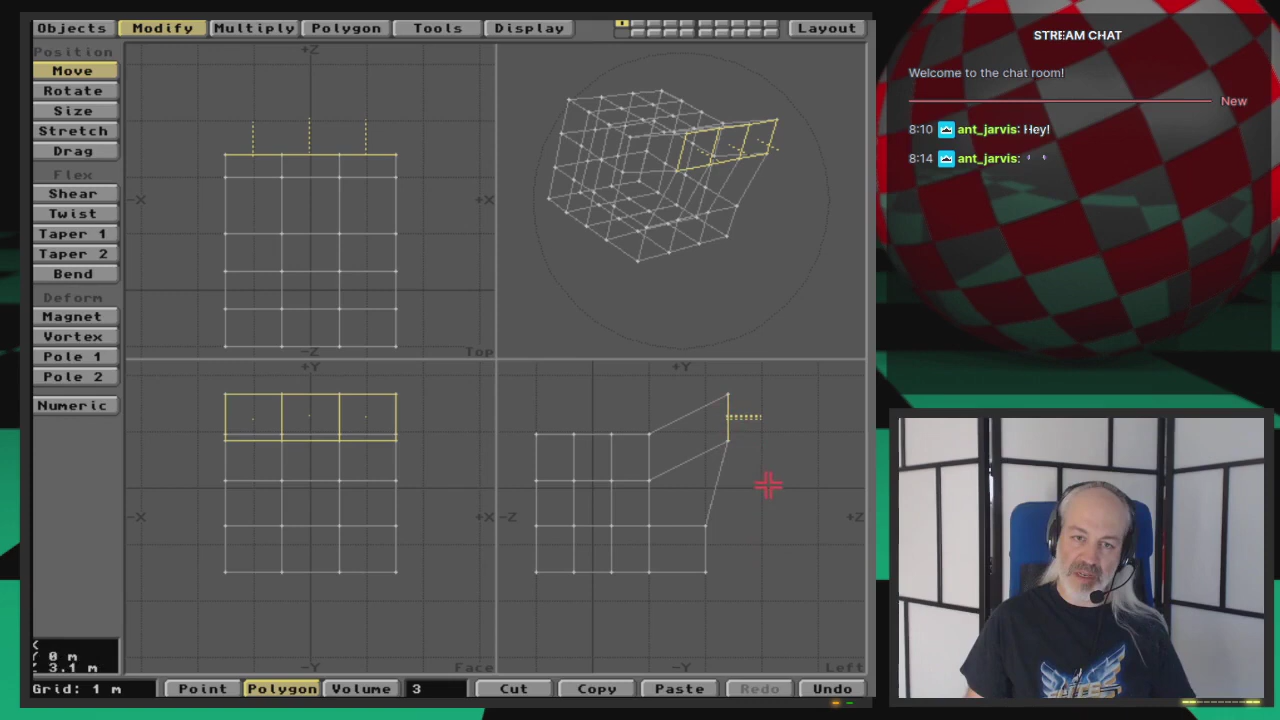 Objects Modify Multiply Polygon Tools Display Layout
Position
Move
Rotate
Size
Stretch
Drag
Flex
Shear
Twist
Taper 1
Taper 2
Bend
Deform
Magnet
Vortex
Pole 1
Pole 2
Numeric
+Z
-X +X
-Z Top
+Y +Y
-X +X -Z +Z
-Y Face -Y Left
X
Y 0 m
Z 3.1 m
Grid: 1 m Point Polygon Volume 3 Cut Copy Paste Redo Undo
STREAM CHAT
Welcome to the chat room!
New
8:10 ant_jarvis: Hey!
8:14 ant_jarvis: